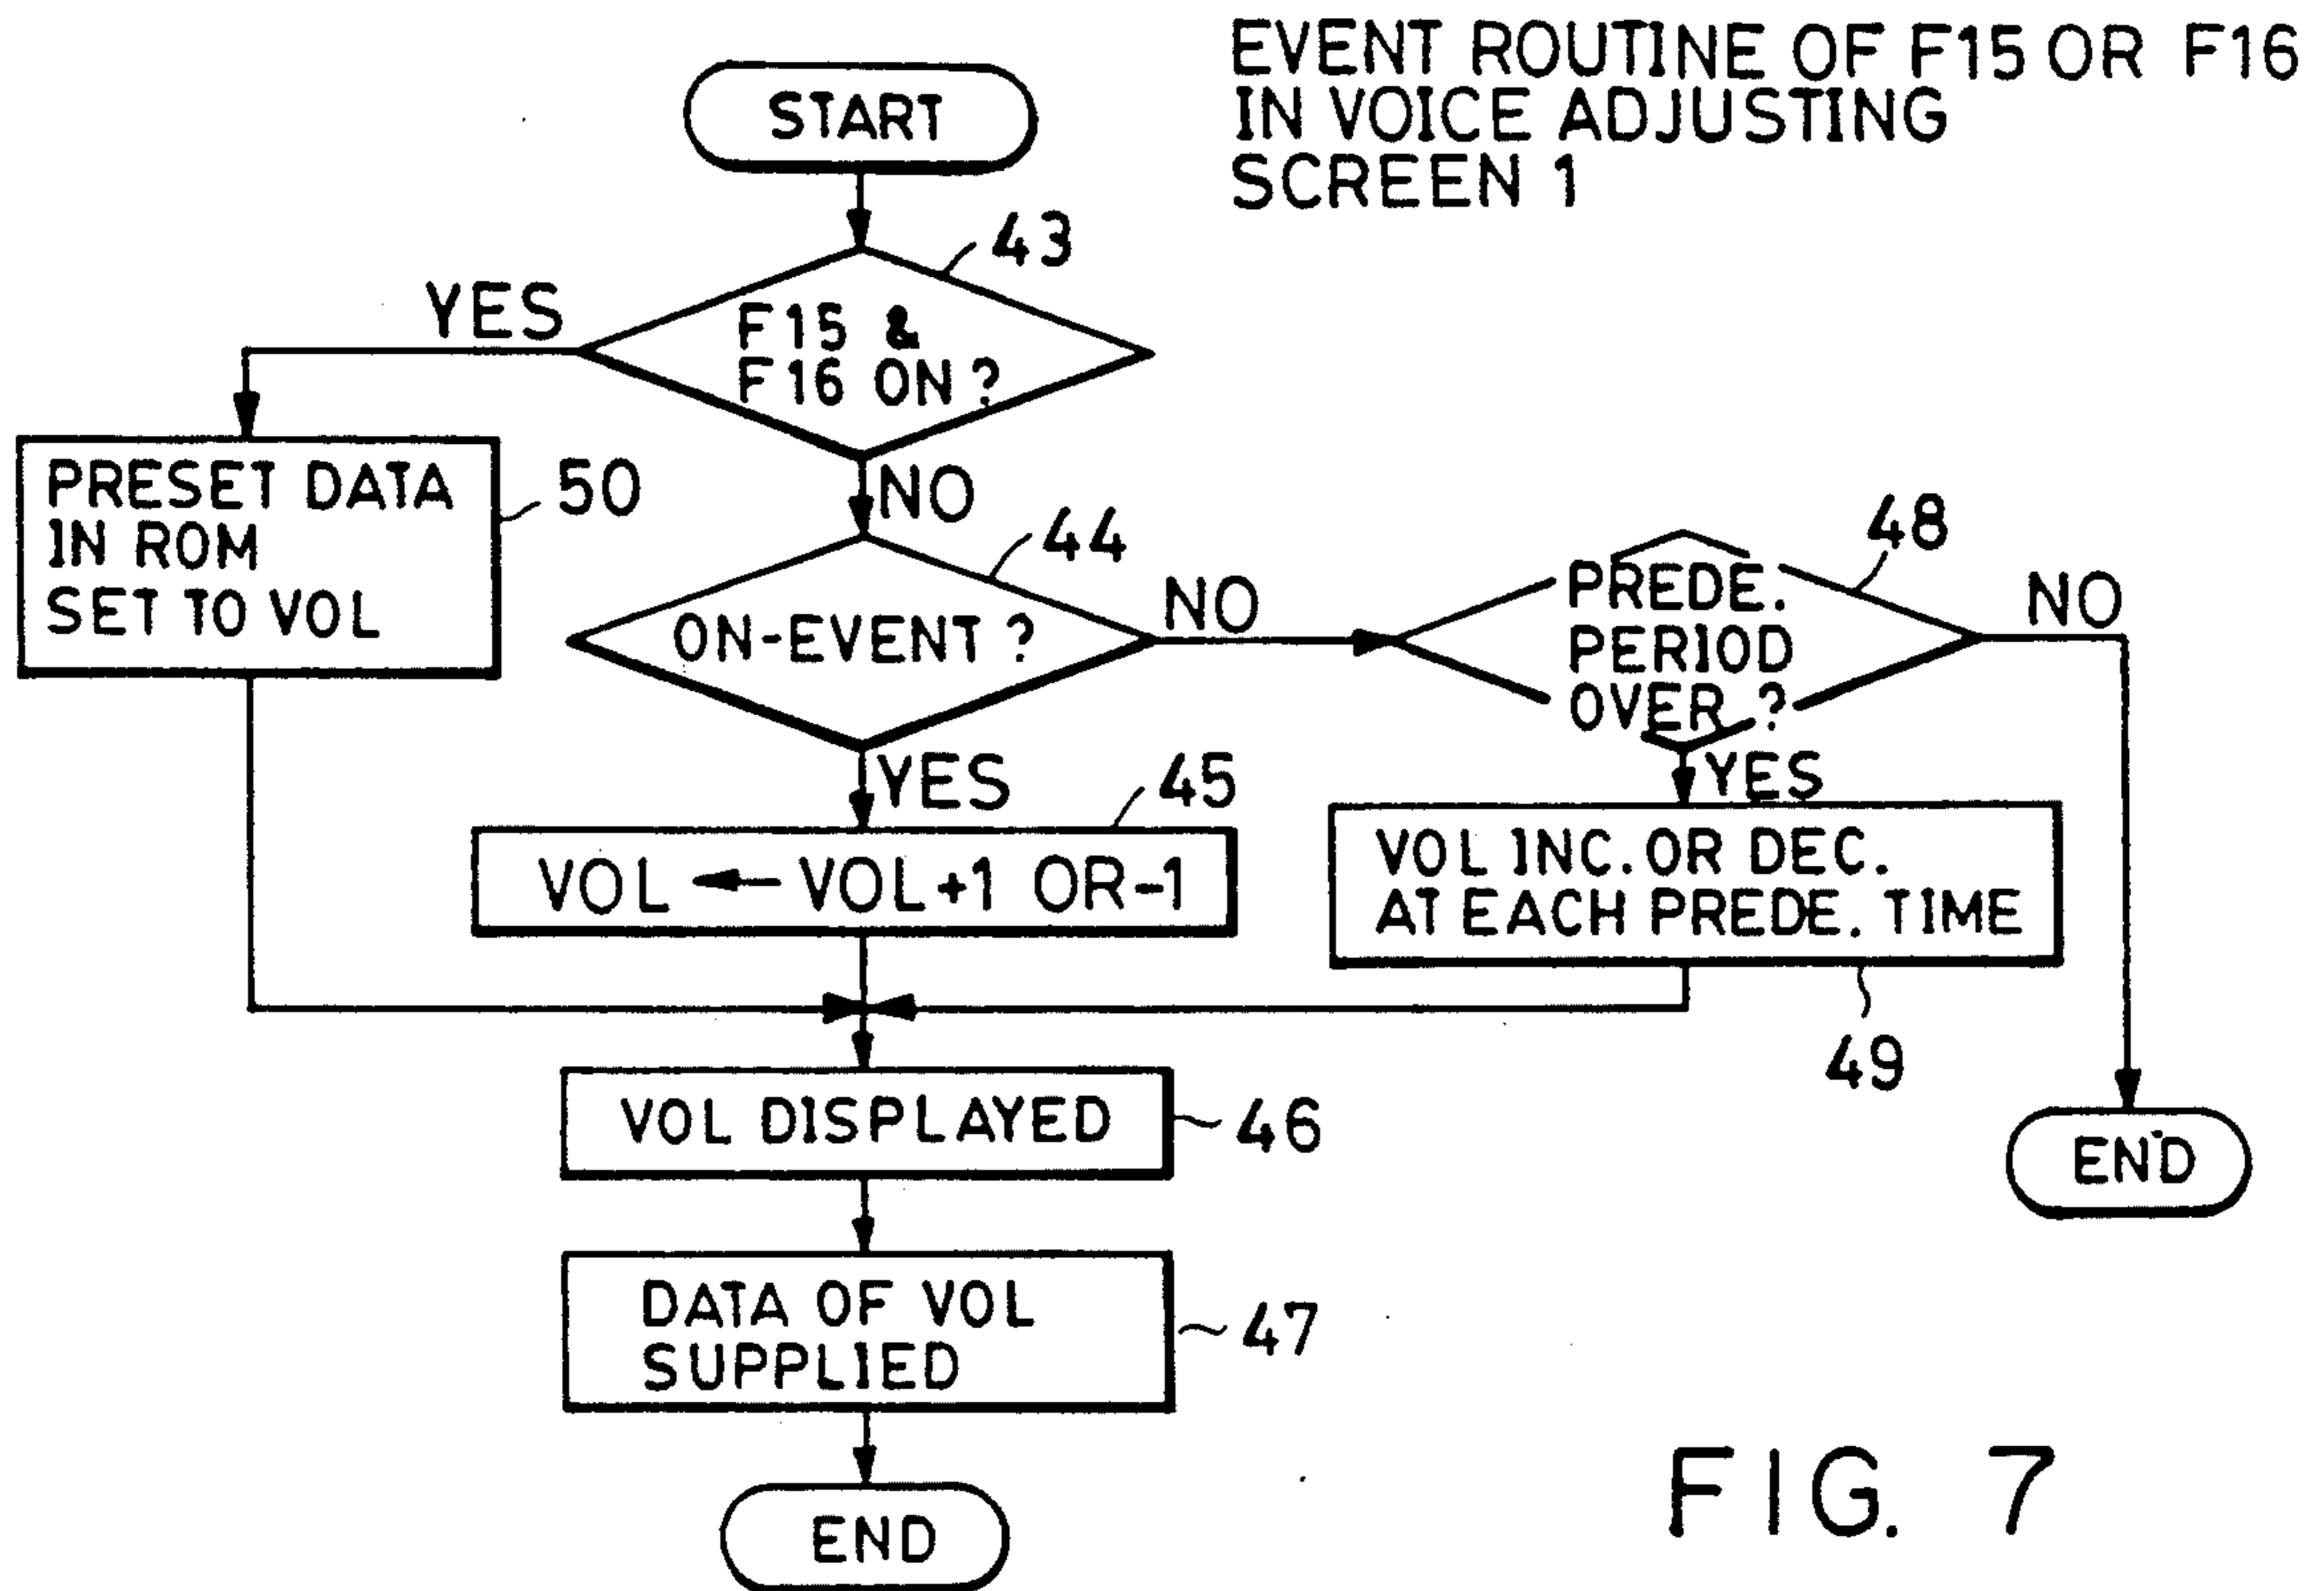 EVENT ROUTINE OF F15 OR F16
IN VOICE ADJUSTING
SCREEN 1
START
43
YES
F15 &
F16 ON ?
PRESET DATA
IN ROM
SET TO VOL
50
NO
44
ON-EVENT ?
NO
48
PREDE.
PERIOD
OVER ?
NO
YES
45
VOL ← VOL+1 OR-1
YES
VOL INC. OR DEC.
AT EACH PREDE. TIME
49
VOL DISPLAYED
46
END
DATA OF VOL
SUPPLIED
47
END
FIG. 7